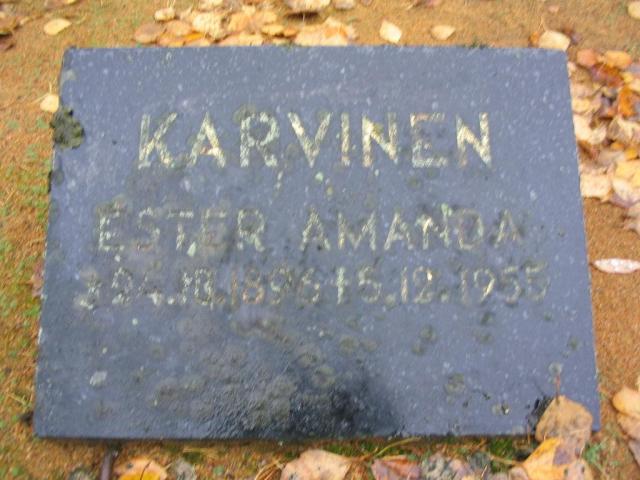 KARVINEN
ESTER AMANDA
24.10.1896 † 5.12.1955